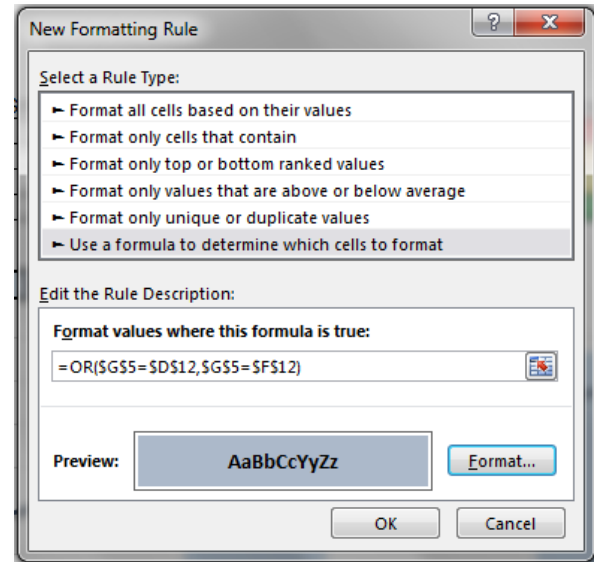 New Formatting Rule
Select a Rule Type:
► Format all cells based on their values
► Format only cells that contain
► Format only top or bottom ranked values
► Format only values that are above or below average
► Format only unique or duplicate values
► Use a formula to determine which cells to format
Edit the Rule Description:
Format values where this formula is true:
=OR($G$5=$D$12,$G$5=$F$12)
Preview: AaBbCcYyZz Format...
OK Cancel